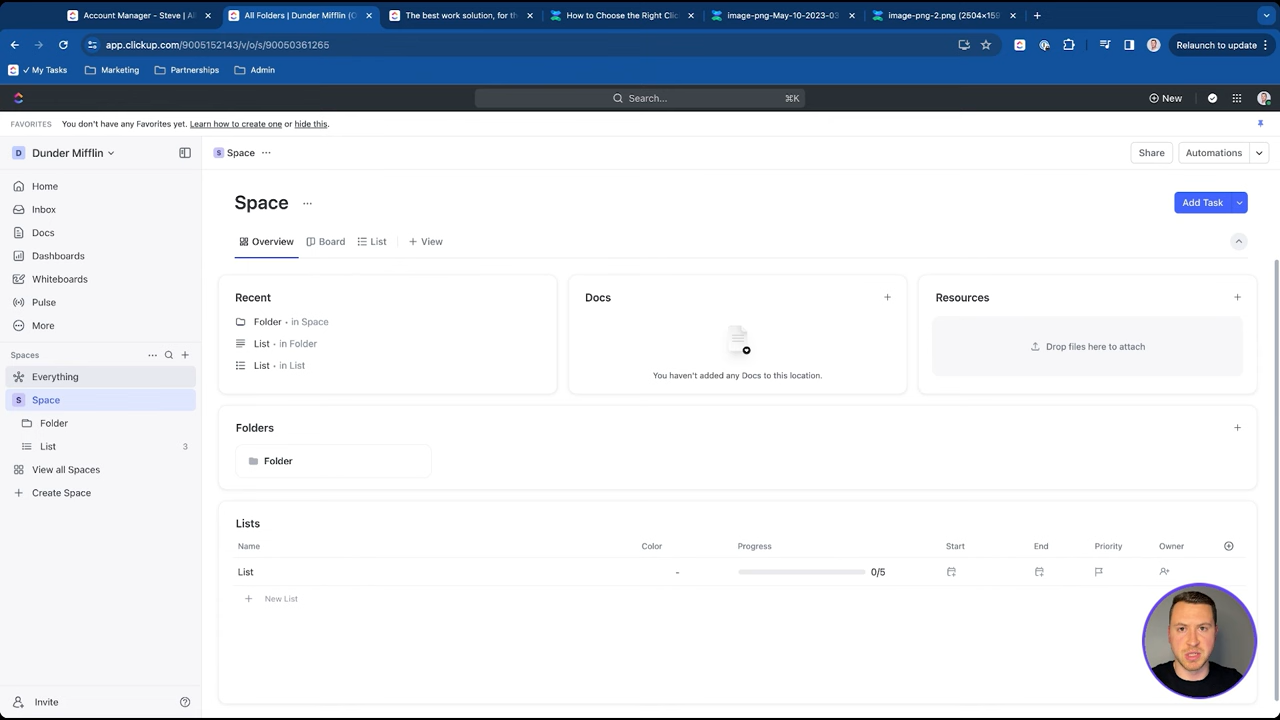 Account Manager - Steve | Al
All Folders | Dunder Mifflin (O
The best work solution, for th
How to Choose the Right Clic
image-png-May-10-2023-03
image-png-2.png (2504×159
app.clickup.com/9005152143/v/o/s/90050361265
Relaunch to update
✓ My Tasks
Marketing
Partnerships
Admin
Search...
⌘K
New
FAVORITES
You don't have any Favorites yet. Learn how to create one or hide this.
D
Dunder Mifflin
S
Space
Share
Automations
Home
Inbox
Docs
Dashboards
Whiteboards
Pulse
More
Spaces
Everything
S
Space
Folder
List
3
View all Spaces
Create Space
Invite
Space
Add Task
Overview
Board
List
+ View
Recent
Folder • in Space
List • in Folder
List • in List
Docs
You haven't added any Docs to this location.
Resources
Drop files here to attach
Folders
Folder
Lists
Name
Color
Progress
Start
End
Priority
Owner
List
-
0/5
+ New List